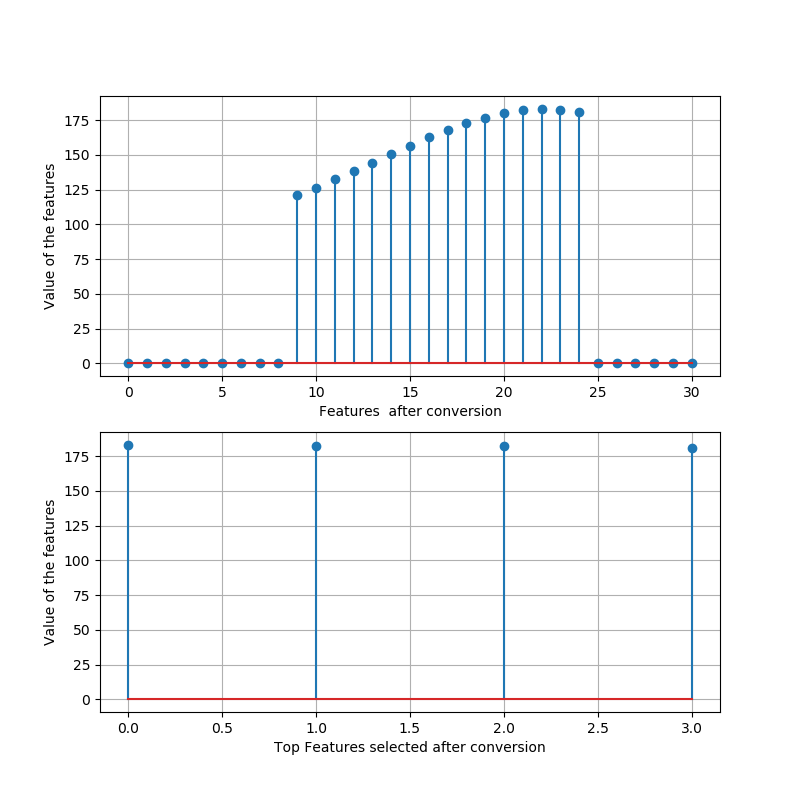 Value of the features
175
150
125
100
75
50
25
0
0 5 10 15 20 25 30
Features  after conversion
Value of the features
175
150
125
100
75
50
25
0
0.0 0.5 1.0 1.5 2.0 2.5 3.0
Top Features selected after conversion